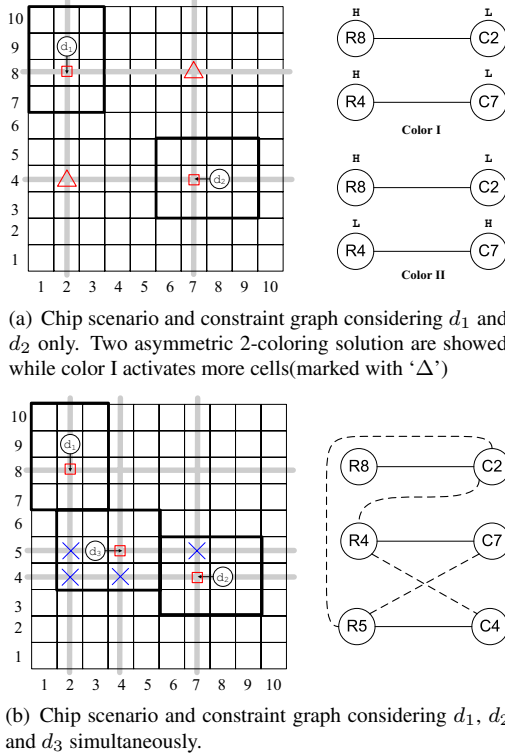 10
9
8
7
6
5
4
3
2
1
1 2 3 4 5 6 7 8 9 10
d₁
d₂
H L
R8 C2
H L
R4 C7
Color I
H L
R8 C2
L H
R4 C7
Color II
(a) Chip scenario and constraint graph considering d₁ and
d₂ only. Two asymmetric 2-coloring solution are showed
while color I activates more cells(marked with ‘Δ’)
10
9
8
7
6
5
4
3
2
1
1 2 3 4 5 6 7 8 9 10
d₁
d₃
d₂
R8 C2
R4 C7
R5 C4
(b) Chip scenario and constraint graph considering d₁, d₂
and d₃ simultaneously.